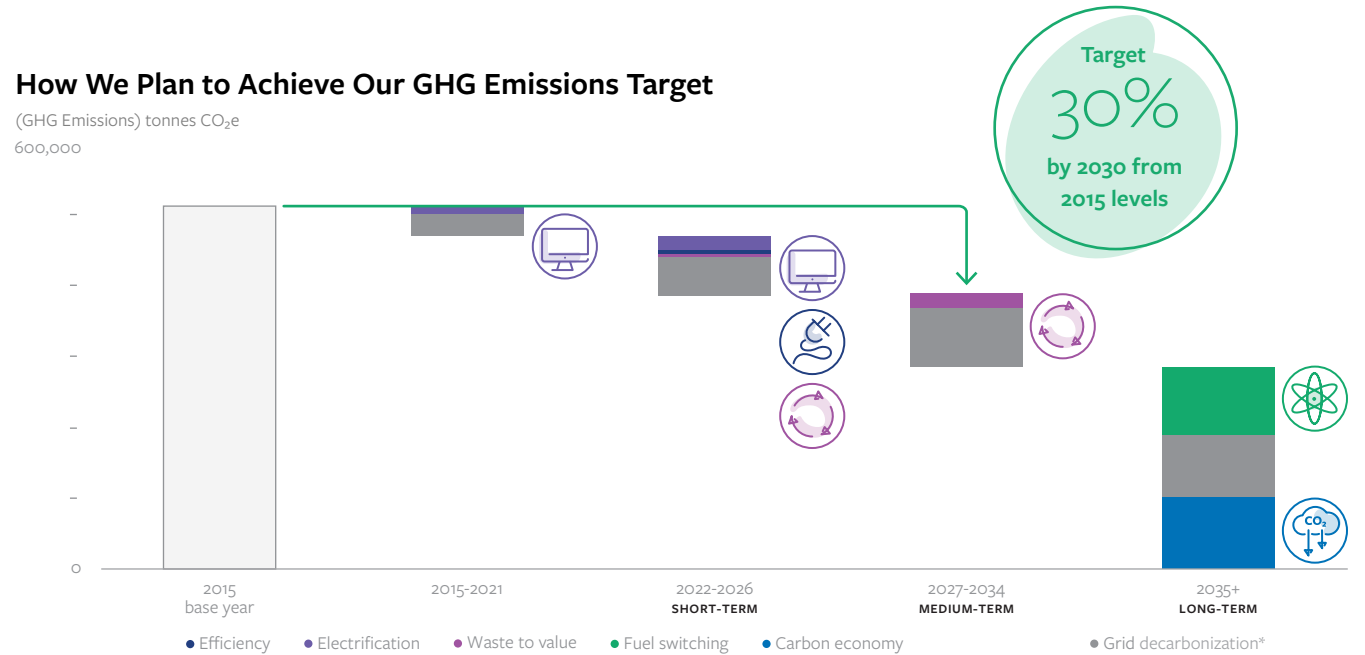 How We Plan to Achieve Our GHG Emissions Target
(GHG Emissions) tonnes CO₂e
600,000
Target
30%
by 2030 from
2015 levels
CO₂
0
2015
base year
2015-2021
2022-2026
SHORT-TERM
2027-2034
MEDIUM-TERM
2035+
LONG-TERM
Efficiency
Electrification
Waste to value
Fuel switching
Carbon economy
Grid decarbonization*